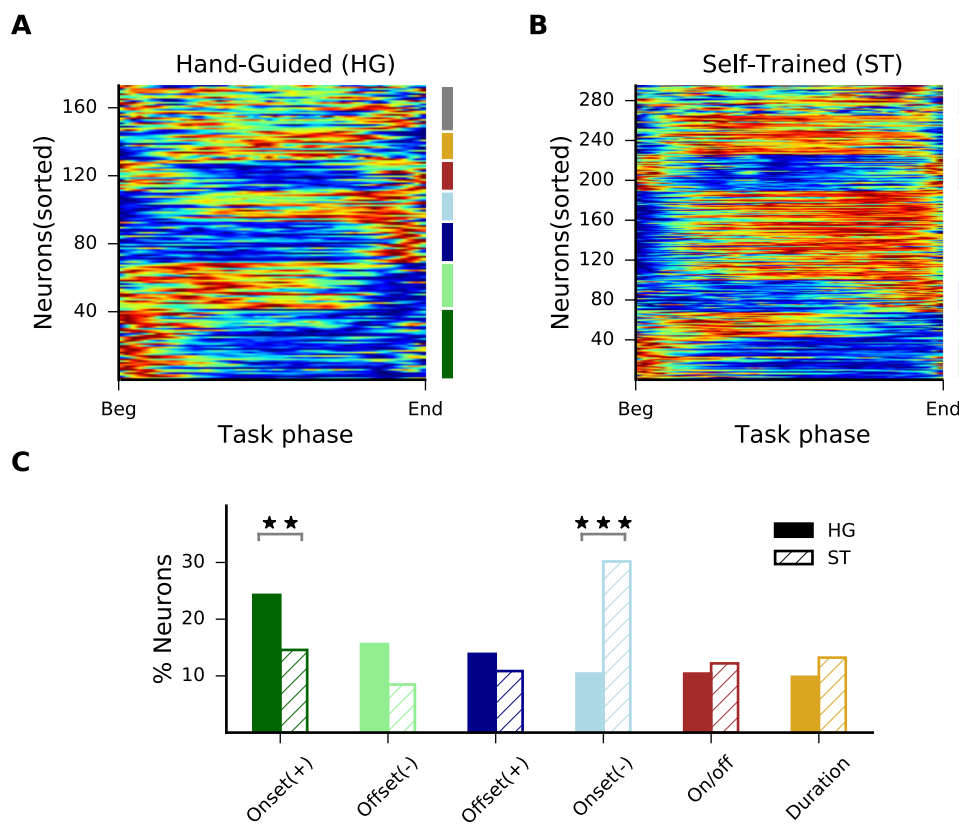 A
B
Hand-Guided (HG)
Self-Trained (ST)
Neurons(sorted)
160
120
80
40
Beg
End
Task phase
Neurons(sorted)
280
240
200
160
120
80
40
Beg
End
Task phase
C
% Neurons
30
20
10
★★
★★★
HG
ST
Onset(+)
Offset(-)
Offset(+)
Onset(-)
On/off
Duration